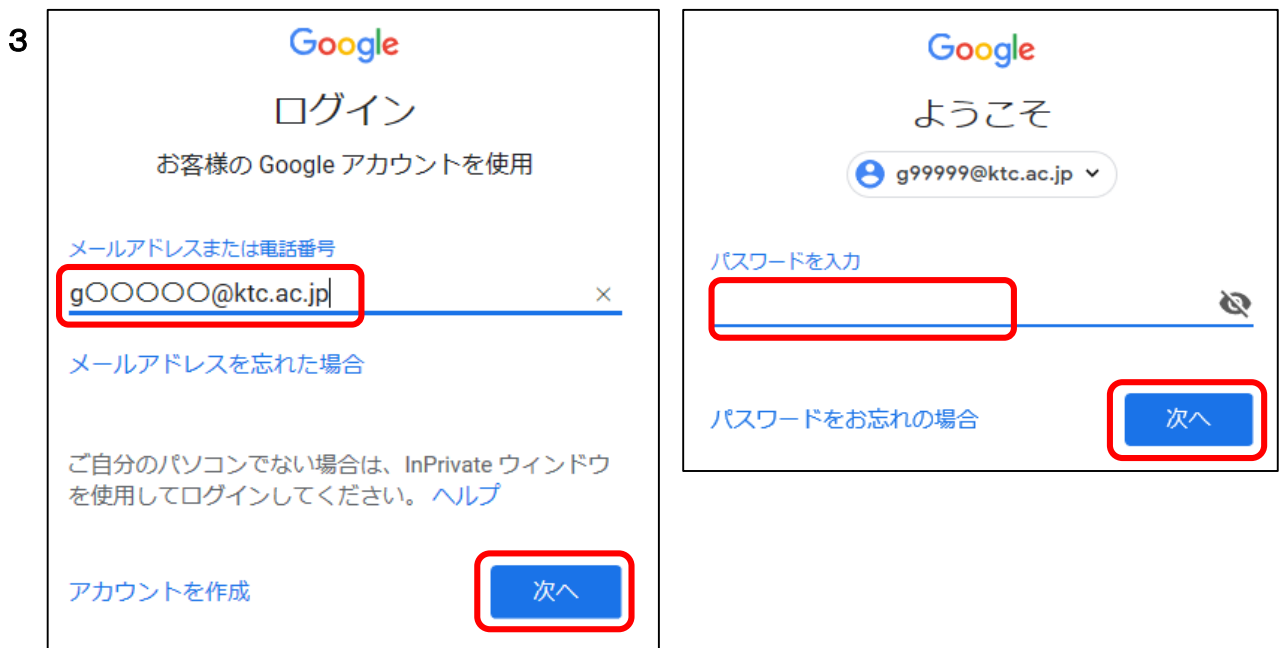 3
Google
ログイン
お客様の Google アカウントを使用
メールアドレスまたは電話番号
g〇〇〇〇〇@ktc.ac.jp
メールアドレスを忘れた場合
ご自分のパソコンでない場合は、InPrivate ウィンドウ
を使用してログインしてください。 ヘルプ
アカウントを作成
次へ
Google
ようこそ
g99999@ktc.ac.jp
パスワードを入力
パスワードをお忘れの場合
次へ